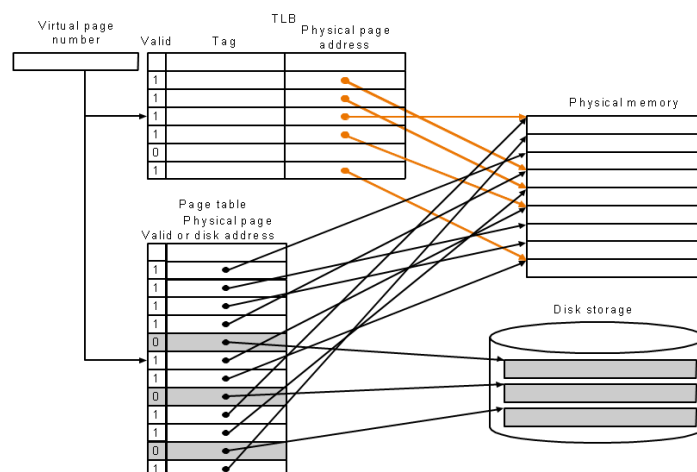 TLB
Virtual page
number
Valid Tag Physical page
address
1
1
1
1
0
1
Physical memory
Page table
Physical page
Valid or disk address
1
1
1
1
0
1
1
0
1
1
0
1
Disk storage